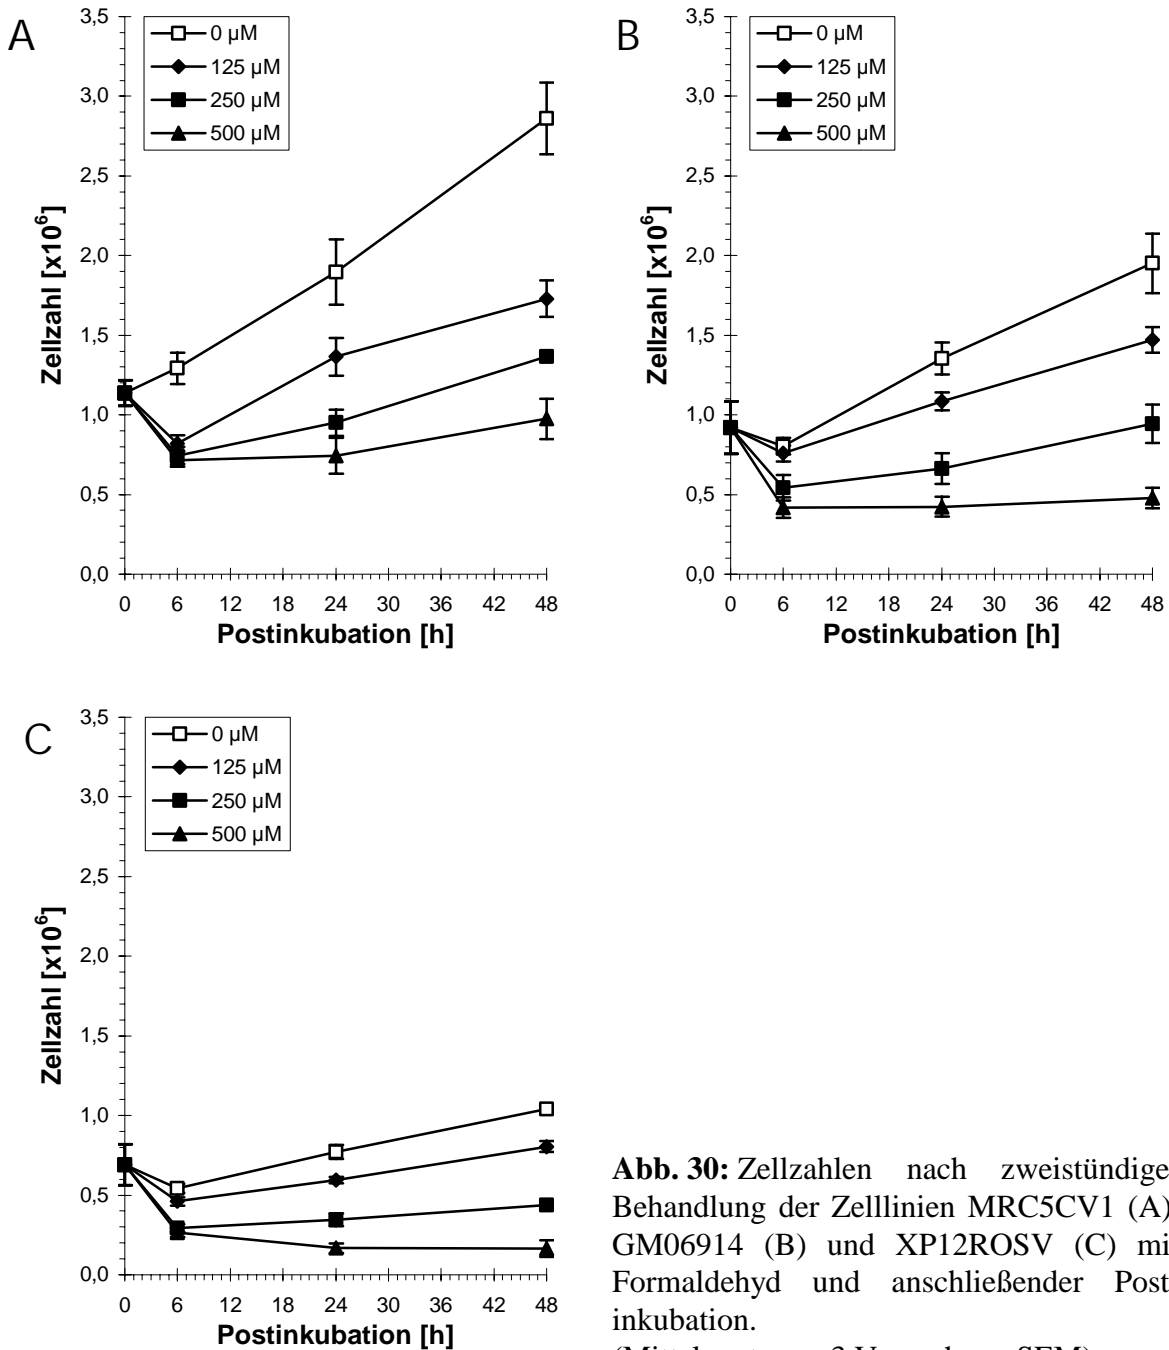 A
0 µM
125 µM
250 µM
500 µM
3,5
3,0
2,5
2,0
1,5
1,0
0,5
0,0
Zellzahl [x10⁶]
0 6 12 18 24 30 36 42 48
Postinkubation [h]
B
0 µM
125 µM
250 µM
500 µM
3,5
3,0
2,5
2,0
1,5
1,0
0,5
0,0
Zellzahl [x10⁶]
0 6 12 18 24 30 36 42 48
Postinkubation [h]
C
0 µM
125 µM
250 µM
500 µM
3,5
3,0
2,5
2,0
1,5
1,0
0,5
0,0
Zellzahl [x10⁶]
0 6 12 18 24 30 36 42 48
Postinkubation [h]
Abb. 30: Zellzahlen nach zweistündige
Behandlung der Zelllinien MRC5CV1 (A)
GM06914 (B) und XP12ROSV (C) mi
Formaldehyd und anschließender Post
inkubation.